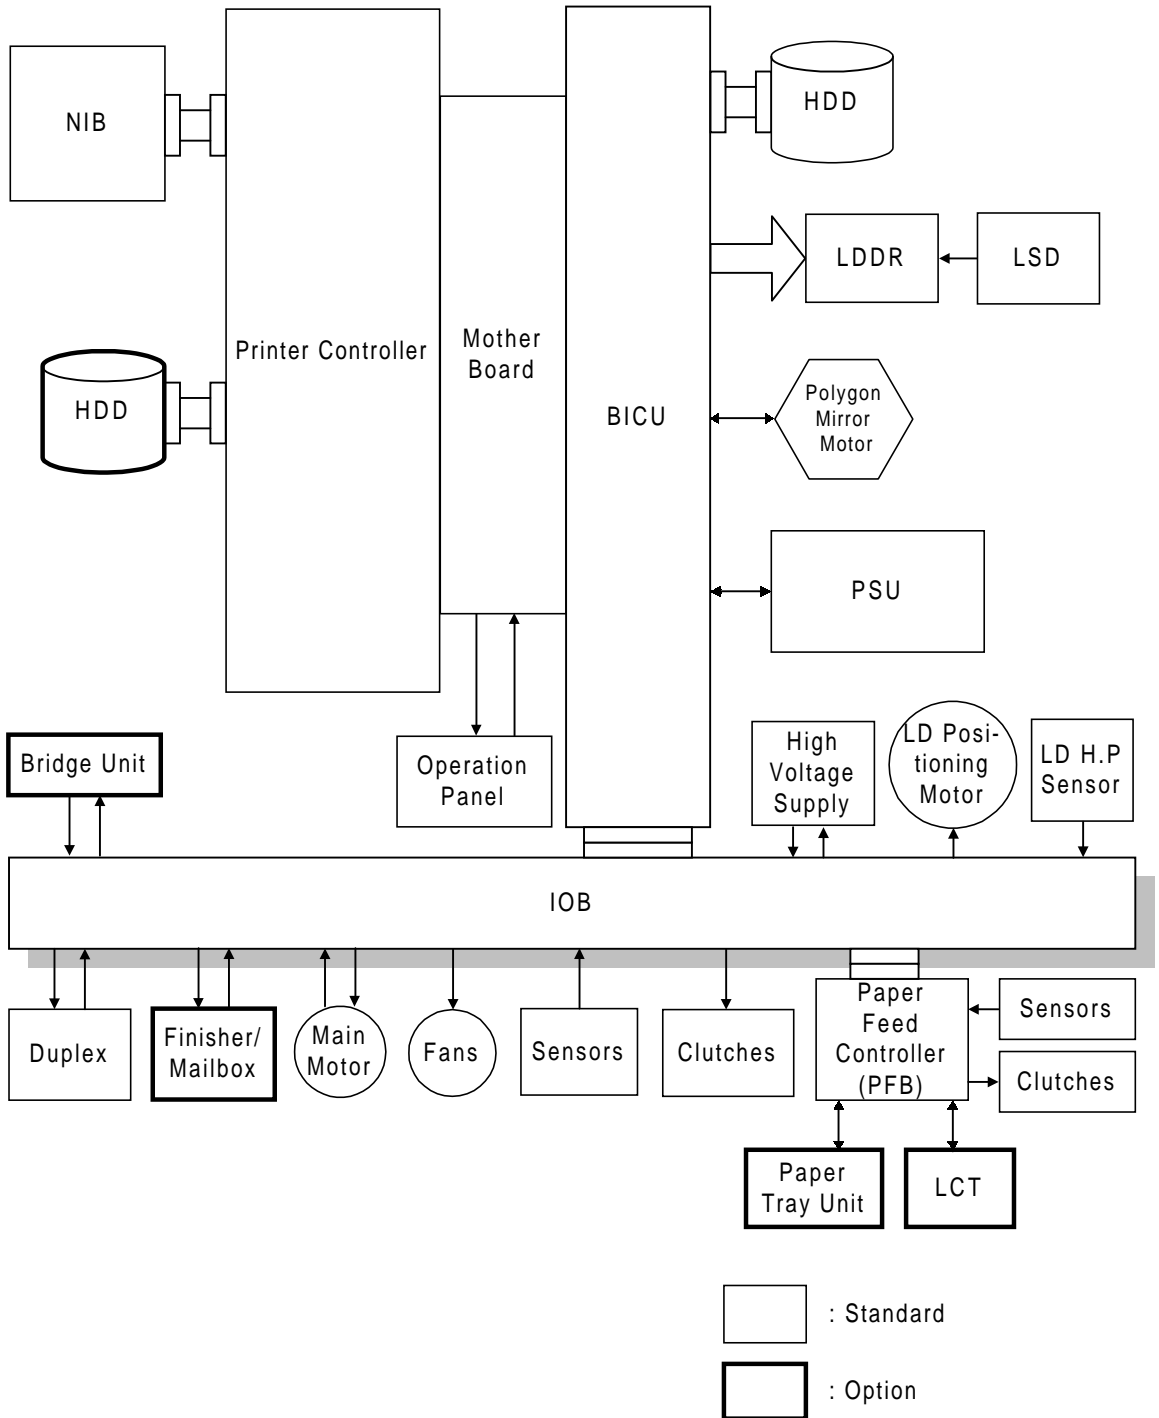 NIB
HDD
LDDR
LSD
Printer Controller
Mother
Board
HDD
BICU
Polygon
Mirror
Motor
PSU
Bridge Unit
Operation
Panel
High
Voltage
Supply
LD Posi-
tioning
Motor
LD H.P
Sensor
IOB
Duplex
Finisher/
Mailbox
Main
Motor
Fans
Sensors
Clutches
Paper
Feed
Controller
(PFB)
Sensors
Clutches
Paper
Tray Unit
LCT
: Standard
: Option